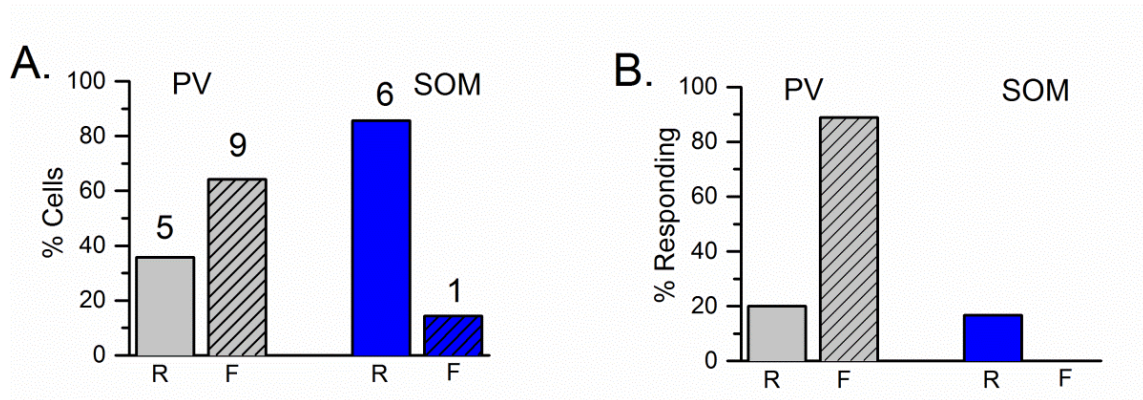 A.
PV
SOM
% Cells
100
80
60
40
20
0
5
9
6
1
R F R F
B.
PV
SOM
% Responding
100
80
60
40
20
0
R F R F